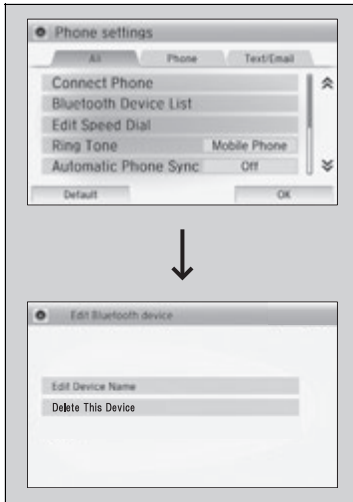 Phone settings
All Phone Text/Email
Connect Phone
Bluetooth Device List
Edit Speed Dial
Ring Tone Mobile Phone
Automatic Phone Sync Off
Default OK
Edit Bluetooth device
Edit Device Name
Delete This Device